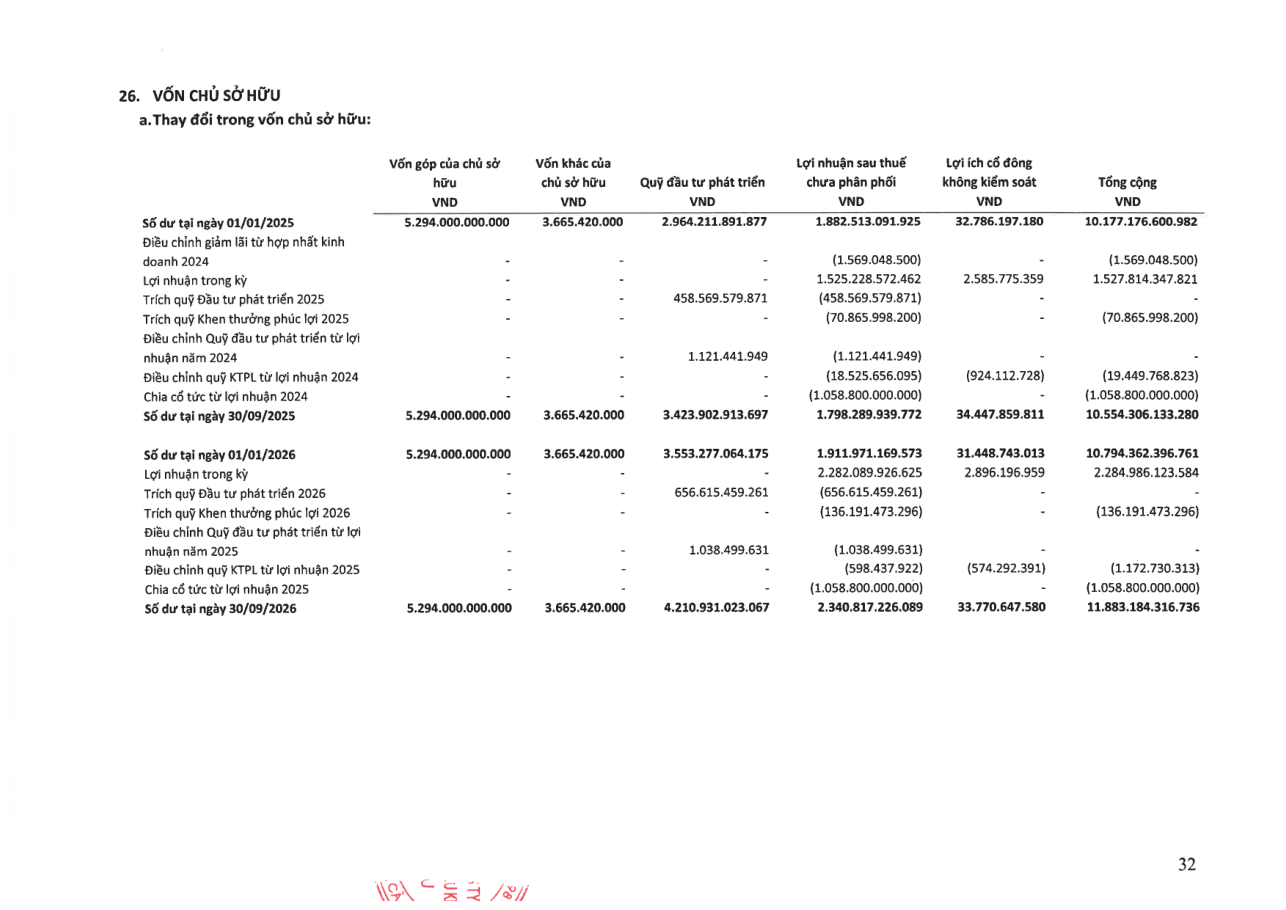 26. VỐN CHỦ SỞ HỮU
a.Thay đổi trong vốn chủ sở hữu:
Vốn góp của chủ sở hữu VND Vốn khác của chủ sở hữu VND Quỹ đầu tư phát triển VND Lợi nhuận sau thuế chưa phân phối VND Lợi ích cổ đông không kiểm soát VND Tổng cộng VND
Số dư tại ngày 01/01/2025 5.294.000.000.000 3.665.420.000 2.964.211.891.877 1.882.513.091.925 32.786.197.180 10.177.176.600.982
Điều chỉnh giảm lãi từ hợp nhất kinh
doanh 2024 - - - (1.569.048.500) - (1.569.048.500)
Lợi nhuận trong kỳ - - - 1.525.228.572.462 2.585.775.359 1.527.814.347.821
Trích quỹ Đầu tư phát triển 2025 - - 458.569.579.871 (458.569.579.871) - -
Trích quỹ Khen thưởng phúc lợi 2025 - - - (70.865.998.200) - (70.865.998.200)
Điều chỉnh Quỹ đầu tư phát triển từ lợi
nhuận năm 2024 - - 1.121.441.949 (1.121.441.949) - -
Điều chỉnh quỹ KTPL từ lợi nhuận 2024 - - - (18.525.656.095) (924.112.728) (19.449.768.823)
Chia cổ tức từ lợi nhuận 2024 - - - (1.058.800.000.000) - (1.058.800.000.000)
Số dư tại ngày 30/09/2025 5.294.000.000.000 3.665.420.000 3.423.902.913.697 1.798.289.939.772 34.447.859.811 10.554.306.133.280
Số dư tại ngày 01/01/2026 5.294.000.000.000 3.665.420.000 3.553.277.064.175 1.911.971.169.573 31.448.743.013 10.794.362.396.761
Lợi nhuận trong kỳ - - - 2.282.089.926.625 2.896.196.959 2.284.986.123.584
Trích quỹ Đầu tư phát triển 2026 - - 656.615.459.261 (656.615.459.261) - -
Trích quỹ Khen thưởng phúc lợi 2026 - - - (136.191.473.296) - (136.191.473.296)
Điều chỉnh Quỹ đầu tư phát triển từ lợi
nhuận năm 2025 - - 1.038.499.631 (1.038.499.631) - -
Điều chỉnh quỹ KTPL từ lợi nhuận 2025 - - - (598.437.922) (574.292.391) (1.172.730.313)
Chia cổ tức từ lợi nhuận 2025 - - - (1.058.800.000.000) - (1.058.800.000.000)
Số dư tại ngày 30/09/2026 5.294.000.000.000 3.665.420.000 4.210.931.023.067 2.340.817.226.089 33.770.647.580 11.883.184.316.736
32